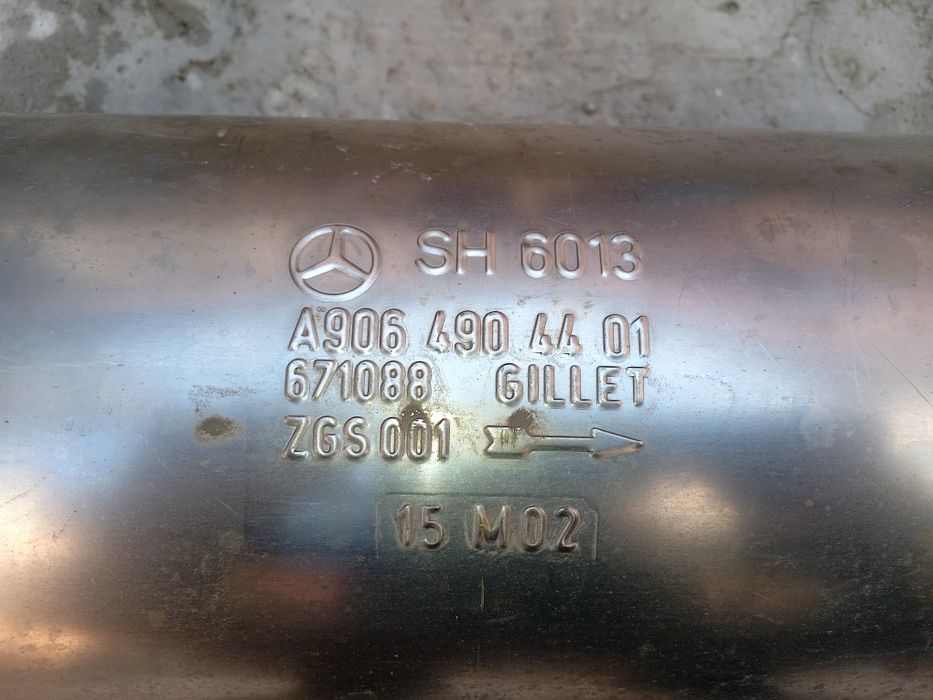 SH 6013
A906 490 44 01
671088 GILLET
ZGS 001
15 M02